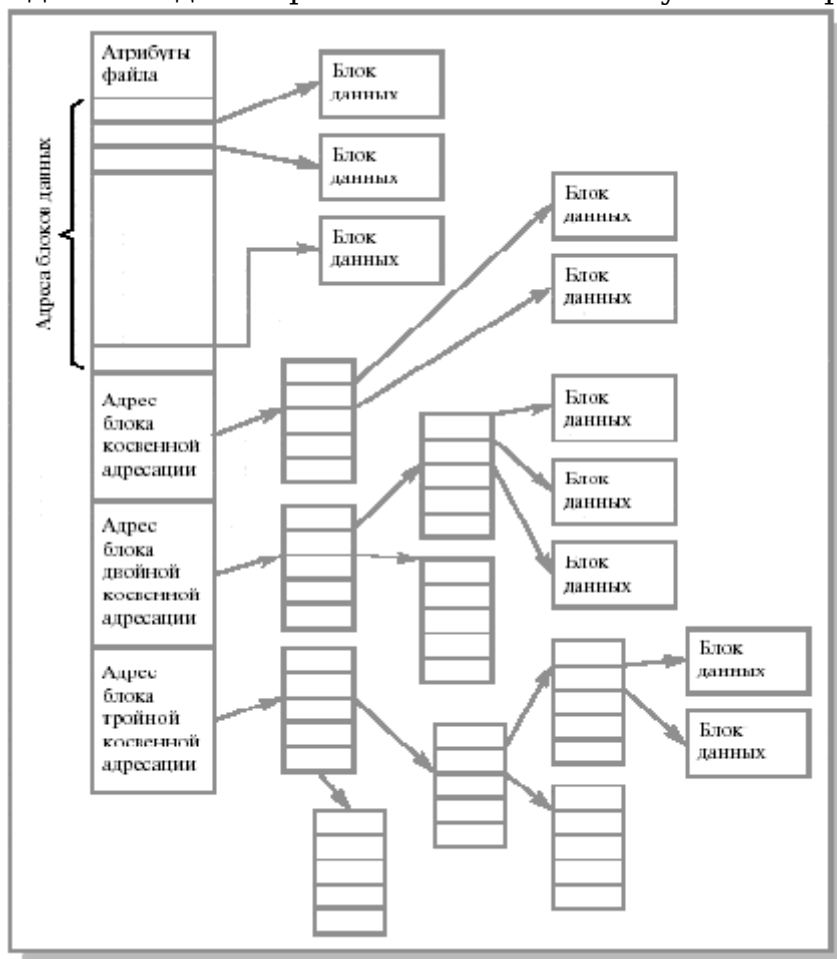 Атрибуты
файла
Блок
данных
Блок
данных
Блок
данных
Адреса блоков данных
Блок
данных
Блок
данных
Адрес
блока
косвенной
адресации
Блок
данных
Блок
данных
Блок
данных
Адрес
блока
двойной
косвенной
адресации
Адрес
блока
тройной
косвенной
адресации
Блок
данных
Блок
данных